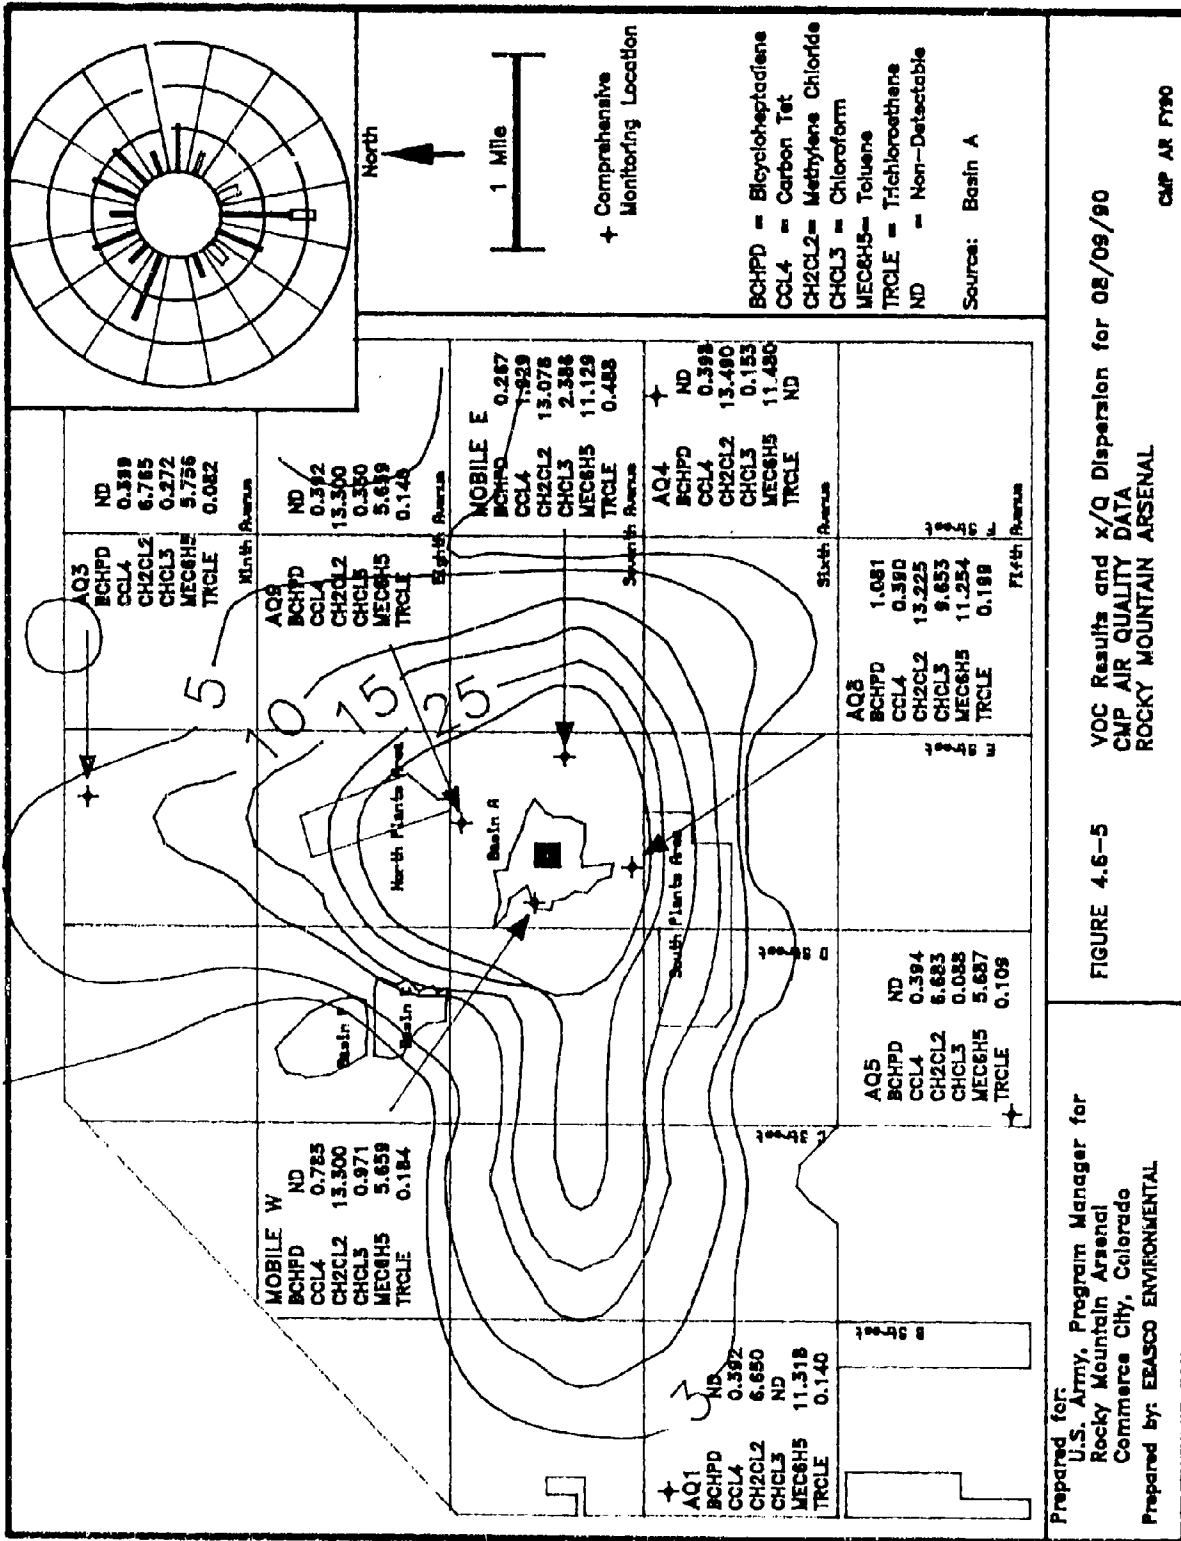 North
1 Mile
+ Comprehensive
Monitoring Location
BCHPD = Bicycloheptadiene
CCL4 = Carbon Tet
CH2CL2= Methylene Chloride
CHCL3 = Chloroform
MEC6H5= Toluene
TRCLE = Trichloroethene
ND = Non-Detectable
Source: Basin A
AQ3
BCHPD ND
CCL4 0.399
CH2CL2 6.765
CHCL3 0.272
MEC6H5 5.756
TRCLE 0.082
Ninth Avenue
AQ9
BCHPD ND
CCL4 0.392
CH2CL2 13.300
CHCL3 0.330
MEC6H5 5.659
TRCLE 0.148
Eighth Avenue
MOBILE E
BCHPD 0.267
CCL4 1.929
CH2CL2 13.078
CHCL3 2.386
MEC6H5 11.129
TRCLE 0.488
Seventh Avenue
AQ4
BCHPD ND
CCL4 0.398
CH2CL2 13.490
CHCL3 0.153
MEC6H5 11.480
TRCLE ND
Sixth Avenue
AQ8
BCHPD 1.081
CCL4 0.390
CH2CL2 13.225
CHCL3 9.653
MEC6H5 11.254
TRCLE 0.199
Fifth Avenue
5
10
15
25
North Plants Area
Basin A
South Plants Area
Basin F
Basin
E Street
D Street
C Street
B Street
MOBILE W
BCHPD ND
CCL4 0.785
CH2CL2 13.300
CHCL3 0.971
MEC6H5 5.659
TRCLE 0.184
AQ5
BCHPD ND
CCL4 0.394
CH2CL2 6.683
CHCL3 0.088
MEC6H5 5.687
TRCLE 0.109
3
AQ1
BCHPD ND
CCL4 0.392
CH2CL2 6.650
CHCL3 ND
MEC6H5 11.318
TRCLE 0.140
Prepared for:
U.S. Army, Program Manager for
Rocky Mountain Arsenal
Commerce City, Colorado
Prepared by: EBASCO ENVIRONMENTAL
FIGURE 4.6-5 VOC Results and x/Q Dispersion for 08/09/90
CMP AIR QUALITY DATA
ROCKY MOUNTAIN ARSENAL
CMP AR FY90